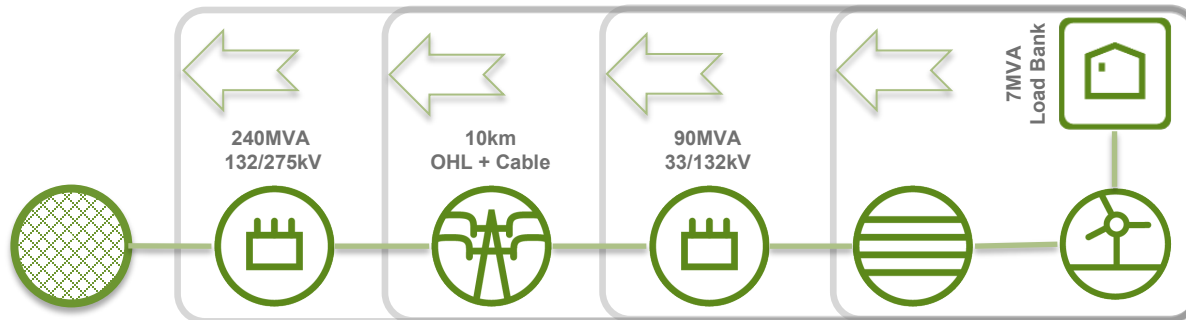 240MVA
132/275kV
10km
OHL + Cable
90MVA
33/132kV
7MVA
Load Bank